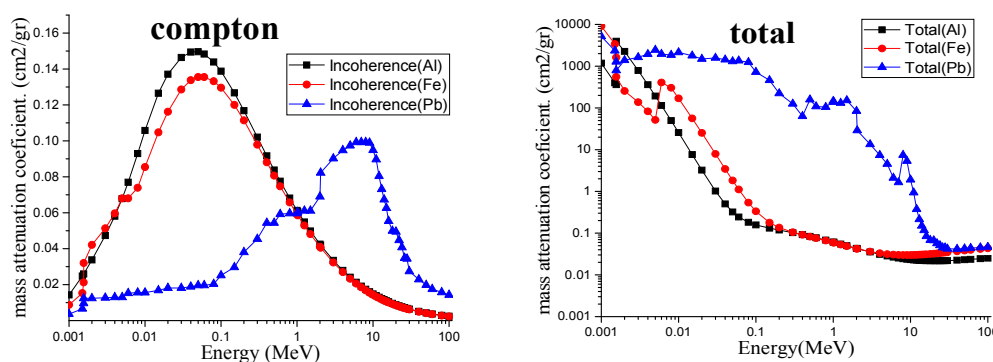 compton
mass attenuation coeficient. (cm2/gr)
0.16
0.14
0.12
0.10
0.08
0.06
0.04
0.02
Incoherence(Al)
Incoherence(Fe)
Incoherence(Pb)
0.001
0.01
0.1
1
10
100
Energy (MeV)
total
mass attenuation coeficient. (cm2/gr)
10000
1000
100
10
1
0.1
0.01
0.001
Total(Al)
Total(Fe)
Total(Pb)
0.001
0.01
0.1
1
10
100
Energy(MeV)